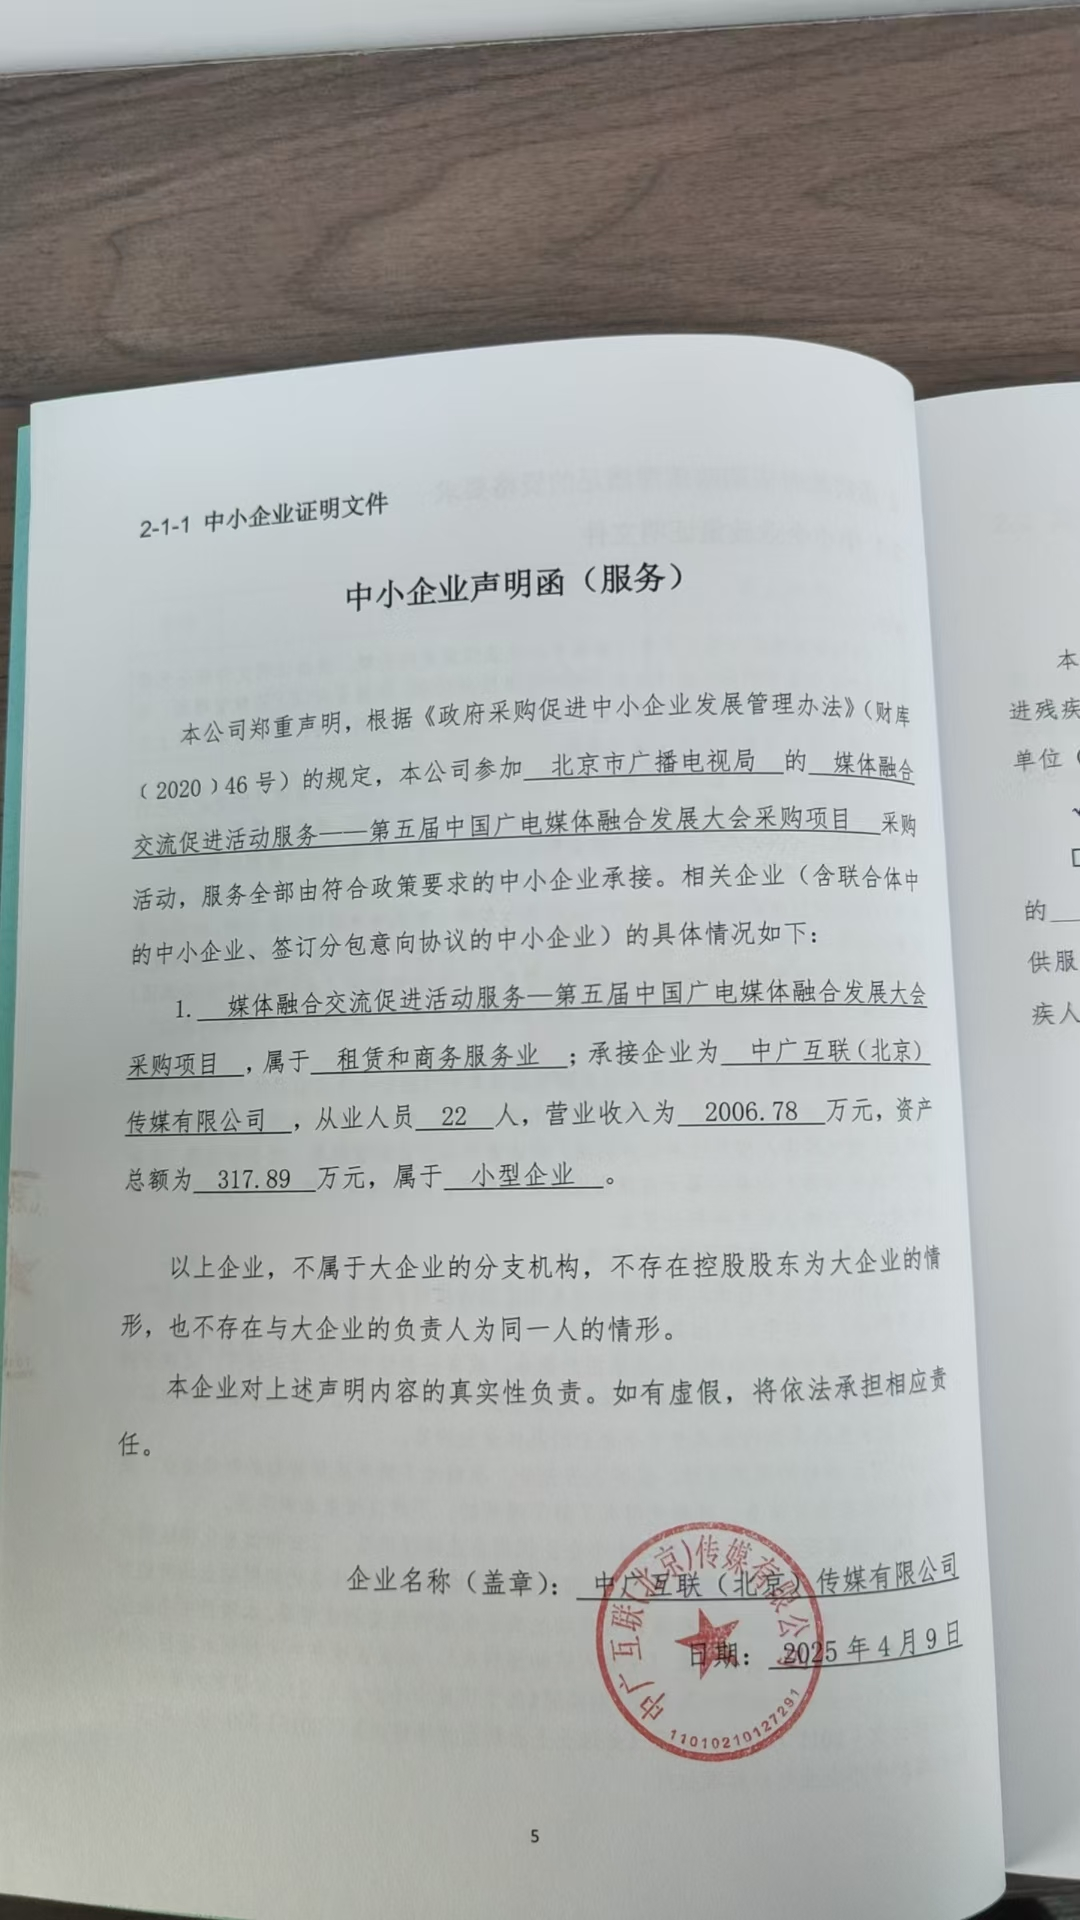 2-1-1 中小企业证明文件
中小企业声明函（服务）
本公司郑重声明，根据《政府采购促进中小企业发展管理办法》（财库
﹝2020﹞46 号）的规定，本公司参加 北京市广播电视局 的 媒体融合
交流促进活动服务——第五届中国广电媒体融合发展大会采购项目 采购
活动，服务全部由符合政策要求的中小企业承接。相关企业（含联合体中
的中小企业、签订分包意向协议的中小企业）的具体情况如下：
1. 媒体融合交流促进活动服务—第五届中国广电媒体融合发展大会
采购项目 ，属于 租赁和商务服务业 ；承接企业为 中广互联（北京）
传媒有限公司 ，从业人员 22 人，营业收入为 2006.78 万元，资产
总额为 317.89 万元，属于 小型企业 。
以上企业，不属于大企业的分支机构，不存在控股股东为大企业的情
形，也不存在与大企业的负责人为同一人的情形。
本企业对上述声明内容的真实性负责。如有虚假，将依法承担相应责
任。
企业名称（盖章）：中广互联（北京）传媒有限公司
日期：2025 年 4 月 9 日
中广互联(北京)传媒有限公司
11010210127291
5
本
进残疾
单位（
的
供服
疾人